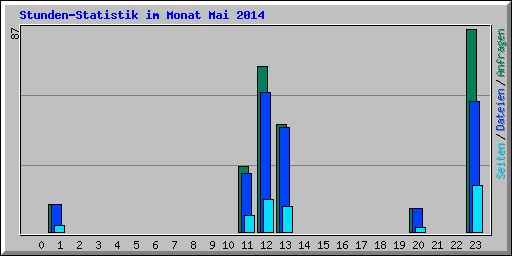 Stunden-Statistik im Monat Mai 2014
87
Seiten / Dateien / Anfragen
0 1 2 3 4 5 6 7 8 9 10 11 12 13 14 15 16 17 18 19 20 21 22 23